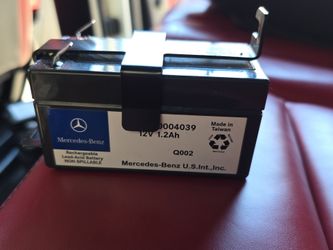 0004039
12V 1.2Ah
Made in
Taiwan
Mercedes-Benz
Rechargeable
Lead-Acid Battery
NON SPILLABLE
Q002
Mercedes-Benz U.S.Int.,Inc.